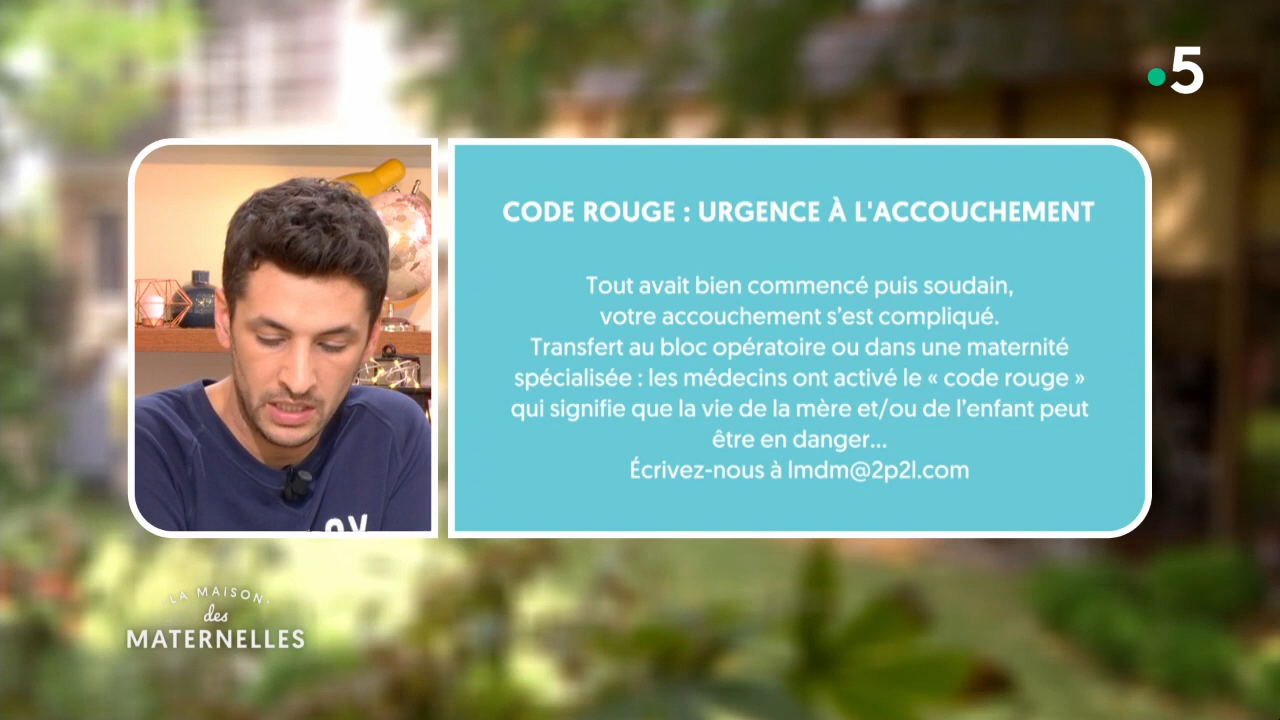 5
CODE ROUGE : URGENCE À L'ACCOUCHEMENT
Tout avait bien commencé puis soudain,
votre accouchement s’est compliqué.
Transfert au bloc opératoire ou dans une maternité
spécialisée : les médecins ont activé le « code rouge »
qui signifie que la vie de la mère et/ou de l’enfant peut
être en danger...
Écrivez-nous à lmdm@2p2l.com
LA MAISON
des
MATERNELLES